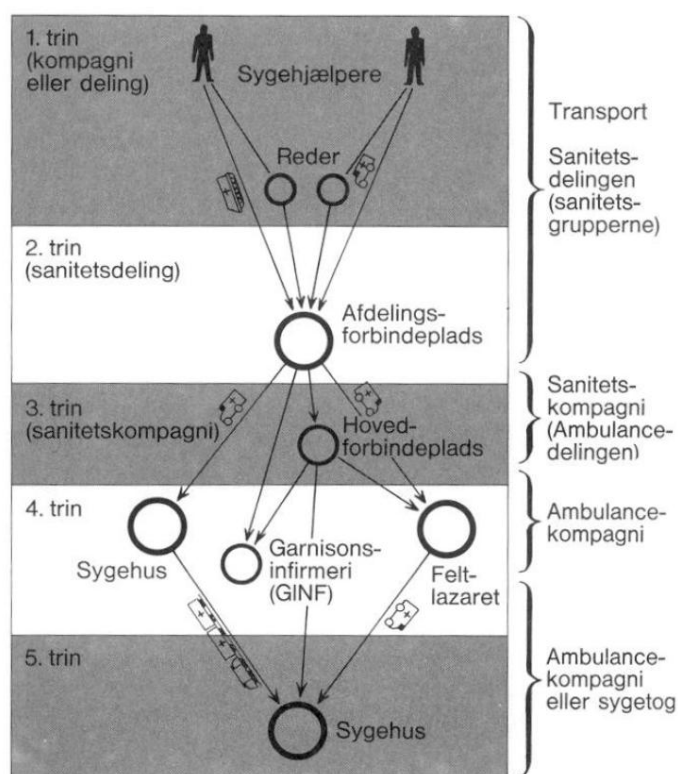 1. trin
(kompagni
eller deling)
Sygehjælpere
Reder
2. trin
(sanitetsdeling)
Afdelings-
forbindeplads
3. trin
(sanitetskompagni)
Hoved-
forbindeplads
4. trin
Sygehus
Garnisons-
infirmeri
(GINF)
Felt-
lazaret
5. trin
Sygehus
Transport
Sanitets-
delingen
(sanitets-
grupperne)
Sanitets-
kompagni
(Ambulance-
delingen)
Ambulance-
kompagni
Ambulance-
kompagni
eller sygetog